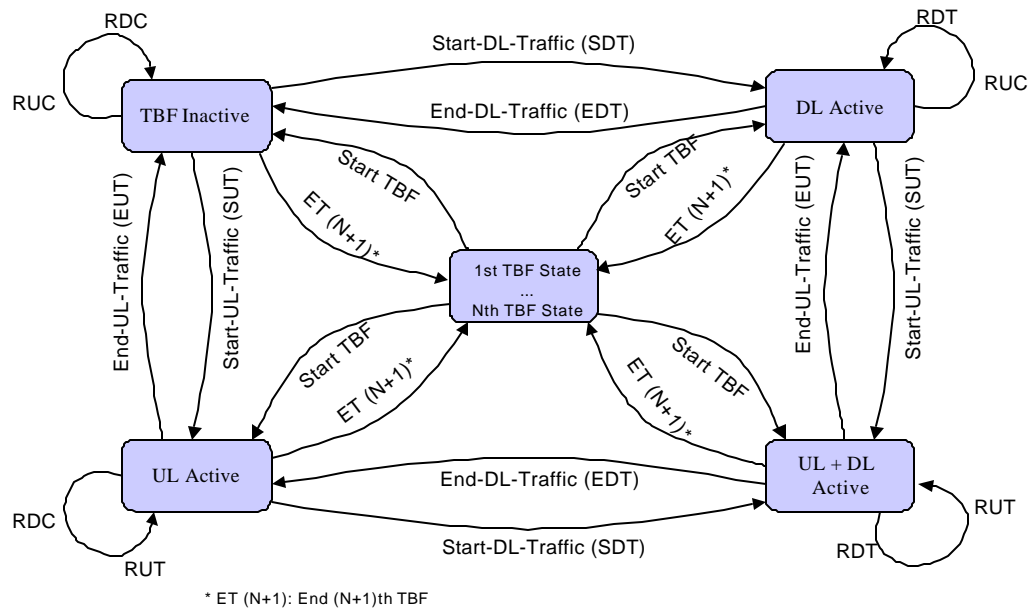 RDC
RDT
Start-DL-Traffic (SDT)
RUC
RUC
TBF Inactive
End-DL-Traffic (EDT)
DL Active
Start TBF
Start TBF
ET (N+1)*
ET (N+1)*
End-UL-Traffic (EUT)
Start-UL-Traffic (SUT)
End-UL-Traffic (EUT)
Start-UL-Traffic (SUT)
1st TBF State
...
Nth TBF State
Start TBF
Start TBF
ET (N+1)*
ET (N+1)*
UL Active
End-DL-Traffic (EDT)
UL + DL
Active
RDC
RUT
RUT
Start-DL-Traffic (SDT)
RDT
* ET (N+1): End (N+1)th TBF